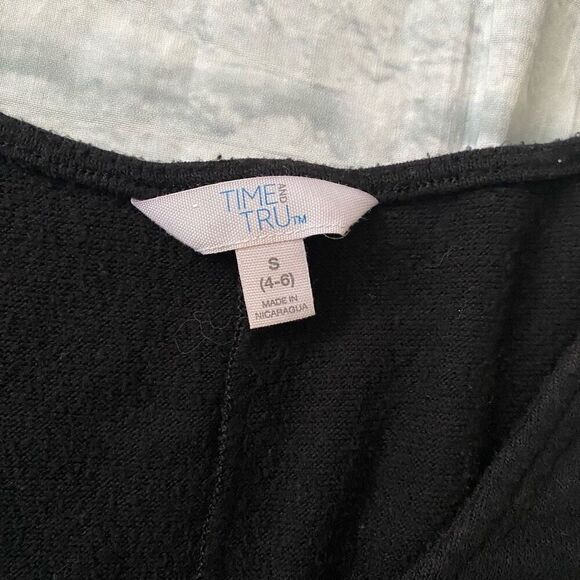 TIME AND
TRU™
S
(4-6)
MADE IN
NICARAGUA